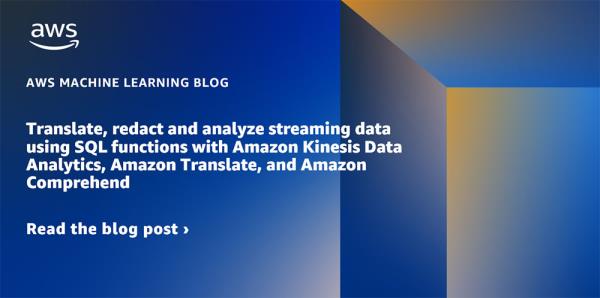 aws
AWS MACHINE LEARNING BLOG
Translate, redact and analyze streaming data
using SQL functions with Amazon Kinesis Data
Analytics, Amazon Translate, and Amazon
Comprehend
Read the blog post ›